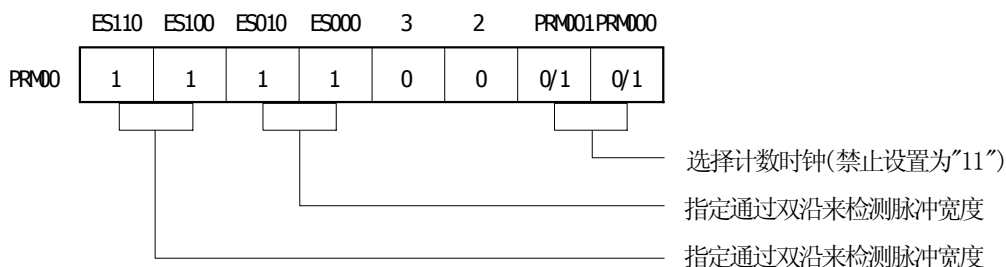 ES110 ES100 ES010 ES000 3 2 PRM001 PRM000
PRM00 1 1 1 1 0 0 0/1 0/1
选择计数时钟(禁止设置为"11")
指定通过双沿来检测脉冲宽度
指定通过双沿来检测脉冲宽度